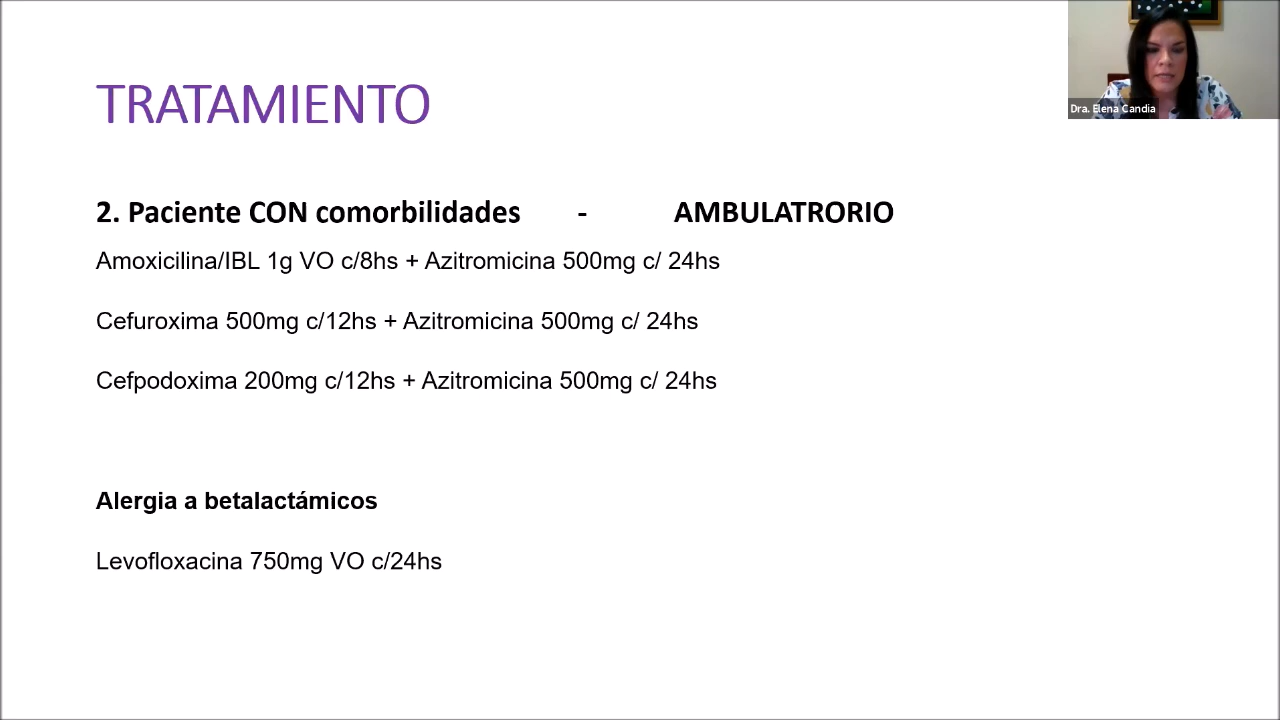 TRATAMIENTO
Dra. Elena Candia
2. Paciente CON comorbilidades - AMBULATRORIO
Amoxicilina/IBL 1g VO c/8hs + Azitromicina 500mg c/ 24hs
Cefuroxima 500mg c/12hs + Azitromicina 500mg c/ 24hs
Cefpodoxima 200mg c/12hs + Azitromicina 500mg c/ 24hs
Alergia a betalactámicos
Levofloxacina 750mg VO c/24hs